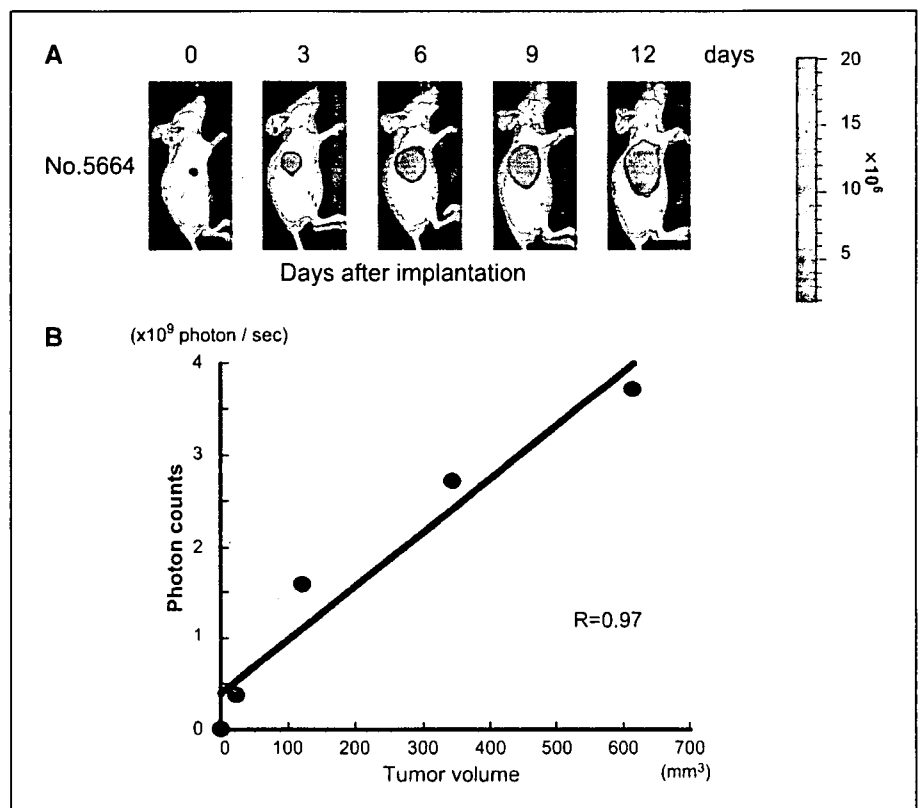 A
0 3 6 9 12 days
No.5664
Days after implantation
20
15
10
5
×10⁶
B
(x10⁹ photon / sec)
Photon counts
4
3
2
1
0
R=0.97
0 100 200 300 400 500 600 700
Tumor volume (mm³)